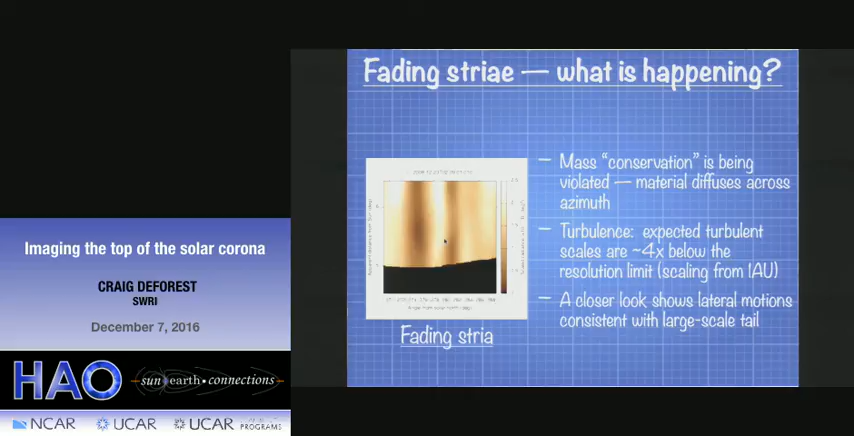 Fading striae — what is happening?
— Mass “conservation” is being
violated — material diffuses across
azimuth
— Turbulence: expected turbulent
scales are ~4x below the
resolution limit (scaling from 1AU)
— A closer look shows lateral motions
consistent with large-scale tail
Fading stria
Imaging the top of the solar corona
CRAIG DEFOREST
SWRI
December 7, 2016
HAO
sun earth • connections
NCAR
UCAR
UCAR
PROGRAMS